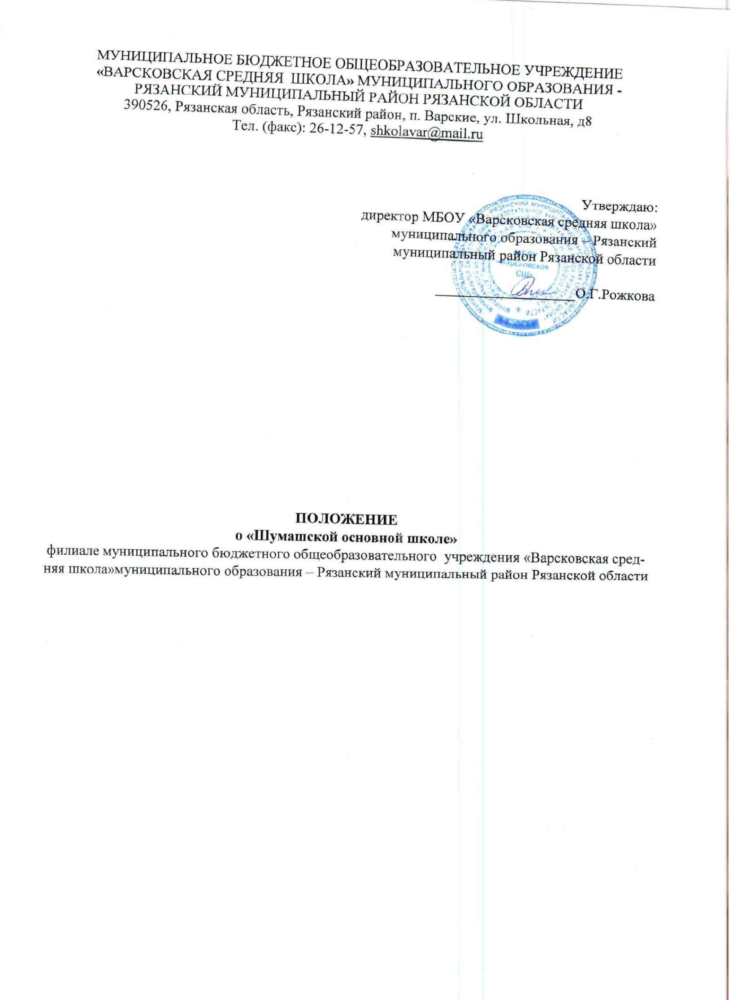 МУНИЦИПАЛЬНОЕ БЮДЖЕТНОЕ ОБЩЕОБРАЗОВАТЕЛЬНОЕ УЧРЕЖДЕНИЕ
«ВАРСКОВСКАЯ СРЕДНЯЯ ШКОЛА» МУНИЦИПАЛЬНОГО ОБРАЗОВАНИЯ -
РЯЗАНСКИЙ МУНИЦИПАЛЬНЫЙ РАЙОН РЯЗАНСКОЙ ОБЛАСТИ
390526, Рязанская область, Рязанский район, п. Варские, ул. Школьная, д8
Тел. (факс): 26-12-57, shkolavar@mail.ru
Утверждаю:
директор МБОУ «Варсковская средняя школа»
муниципального образования – Рязанский
муниципальный район Рязанской области
МБОУ
«Варсковская
СШ»
О.Г.Рожкова
ПОЛОЖЕНИЕ
о «Шумашской основной школе»
филиале муниципального бюджетного общеобразовательного учреждения «Варсковская сред-
няя школа»муниципального образования – Рязанский муниципальный район Рязанской области